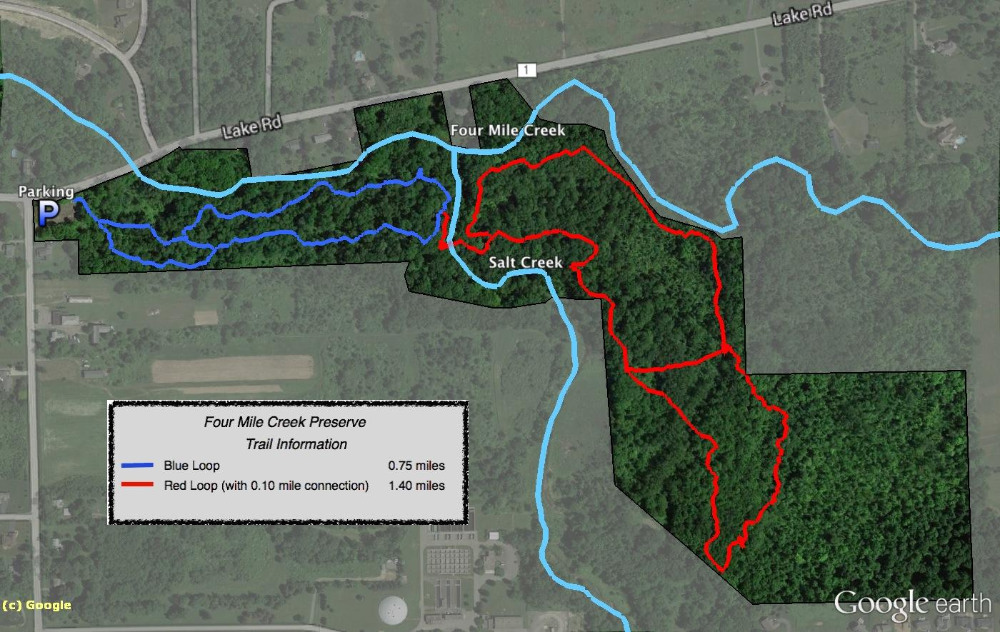 Lake Rd
1
Lake Rd
Four Mile Creek
Parking
P
Salt Creek
Four Mile Creek Preserve
Trail Information
Blue Loop 0.75 miles
Red Loop (with 0.10 mile connection) 1.40 miles
(c) Google
Google earth